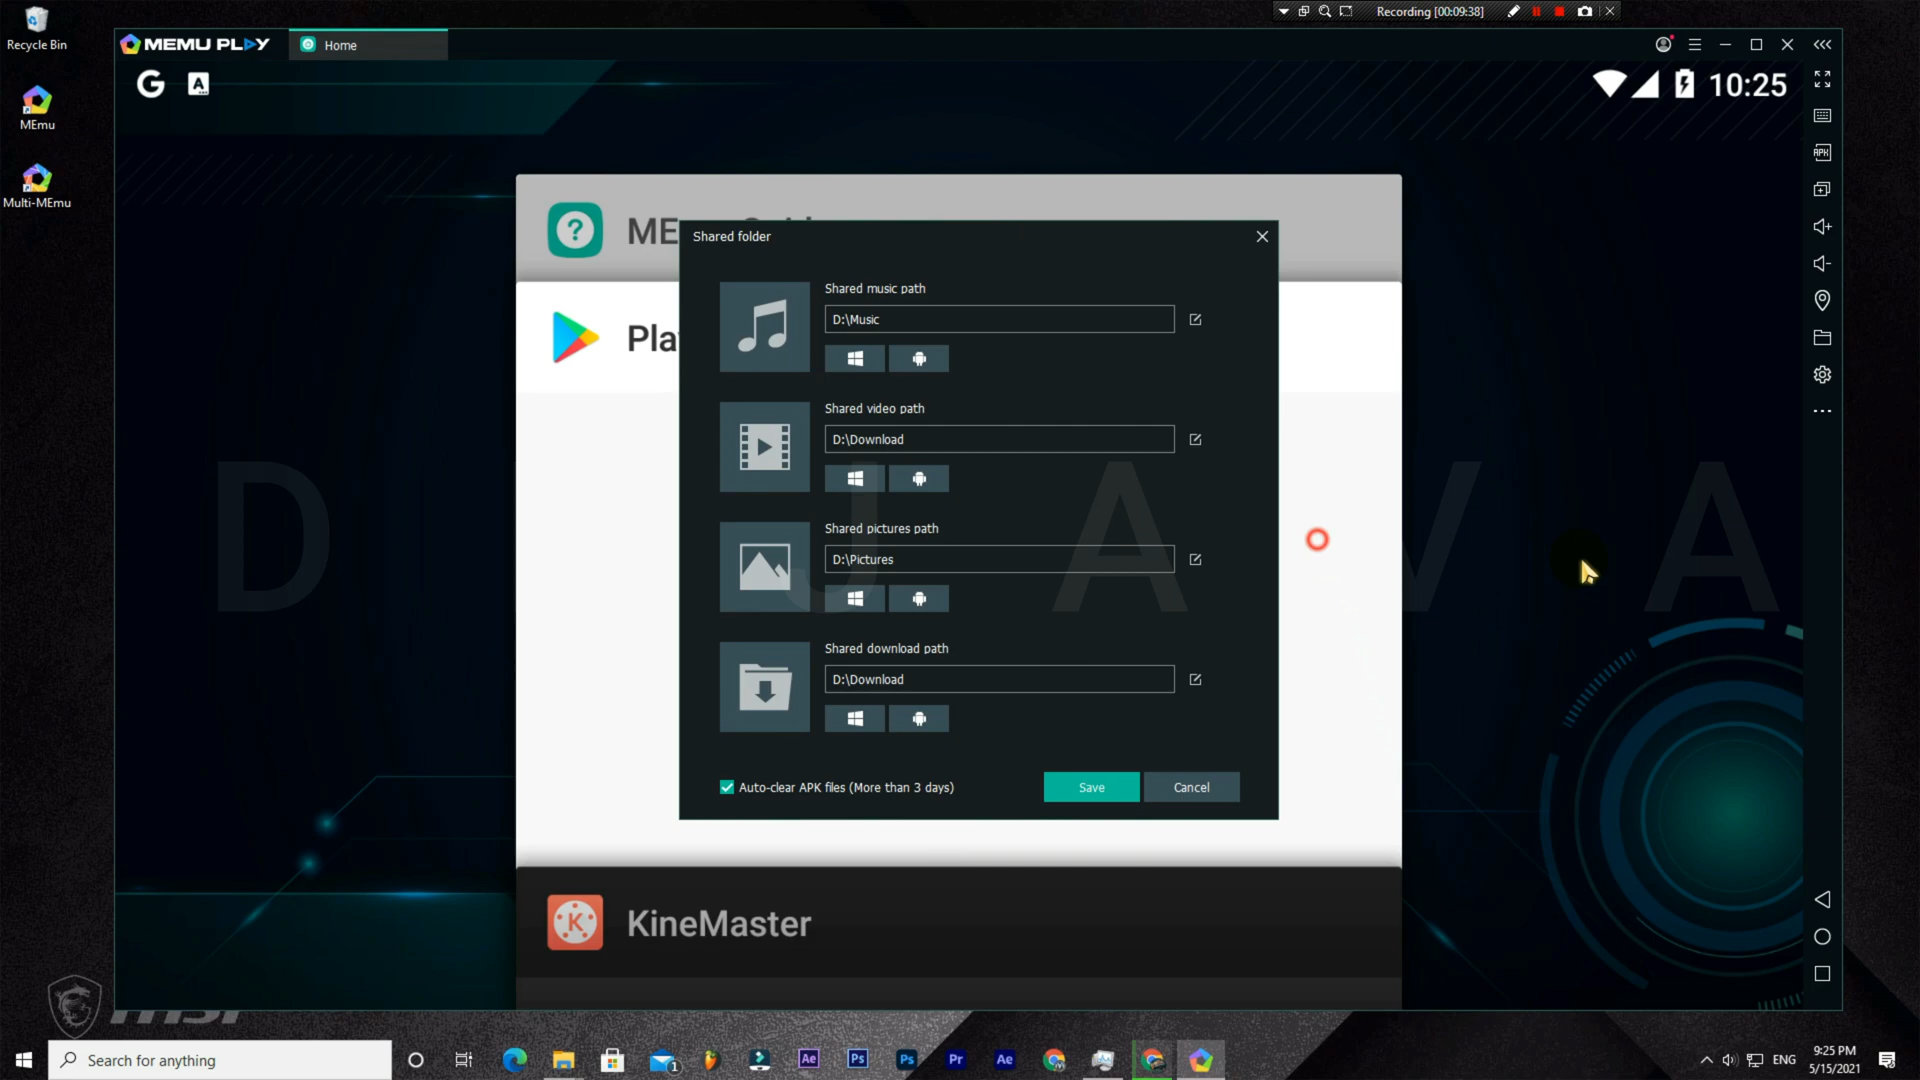 Recording [00:09:38]
Recycle Bin
MEMU PLAY
Home
10:25
MEmu
Multi-MEmu
Shared folder
Shared music path
D:\Music
Pla
Shared video path
D:\Download
D J A V A
Shared pictures path
D:\Pictures
Shared download path
D:\Download
Auto-clear APK files (More than 3 days)
Save
Cancel
KineMaster
Search for anything
ENG
9:25 PM
5/15/2021